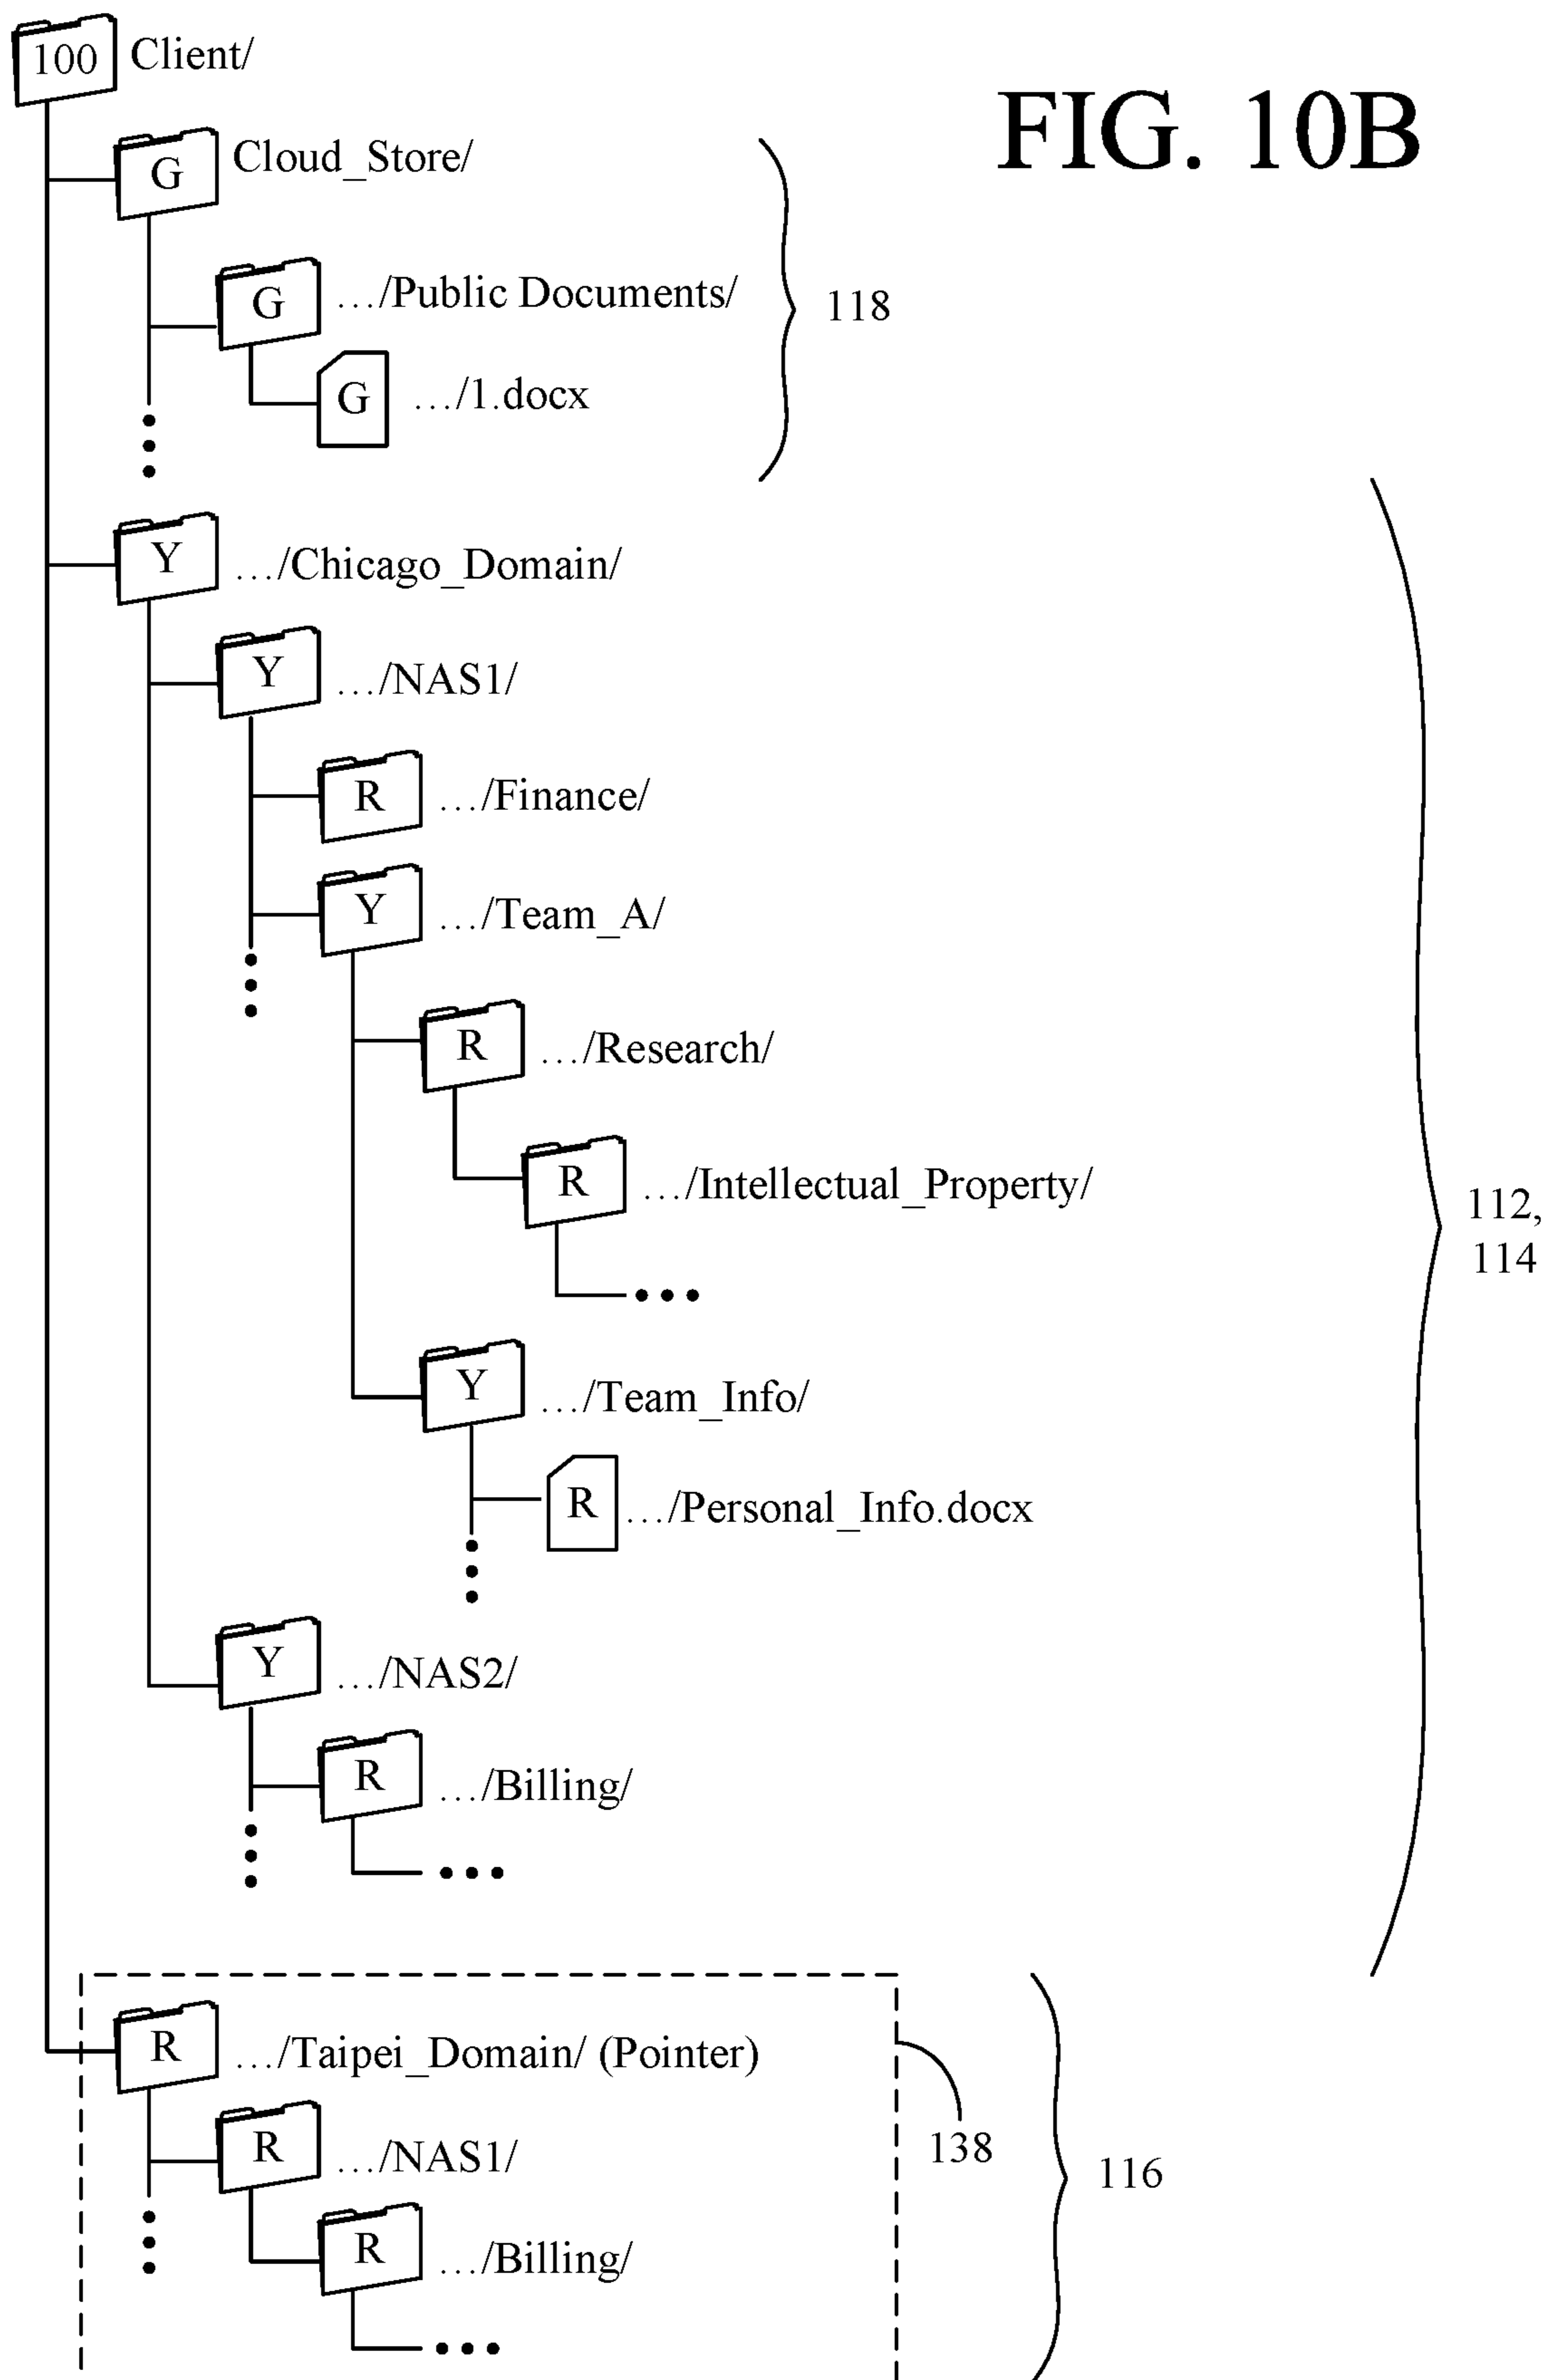 100 Client/
FIG. 10B
G Cloud_Store/
G .../Public Documents/
118
G .../1.docx
Y .../Chicago_Domain/
Y .../NAS1/
R .../Finance/
Y .../Team_A/
R .../Research/
R .../Intellectual_Property/
112,
114
Y .../Team_Info/
R .../Personal_Info.docx
Y .../NAS2/
R .../Billing/
R .../Taipei_Domain/ (Pointer)
138
R .../NAS1/
116
R .../Billing/